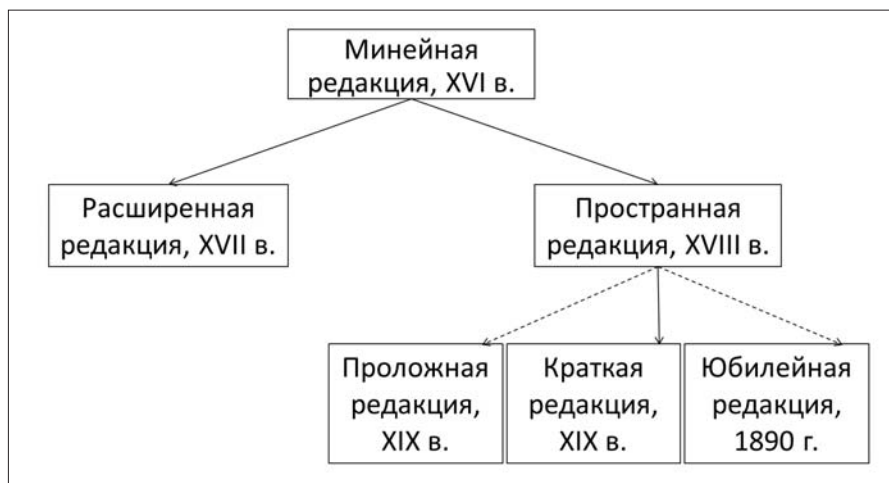 Минейная
редакция, XVI в.
Расширенная
редакция, XVII в.
Пространная
редакция, XVIII в.
Проложная
редакция,
XIX в.
Краткая
редакция,
XIX в.
Юбилейная
редакция,
1890 г.